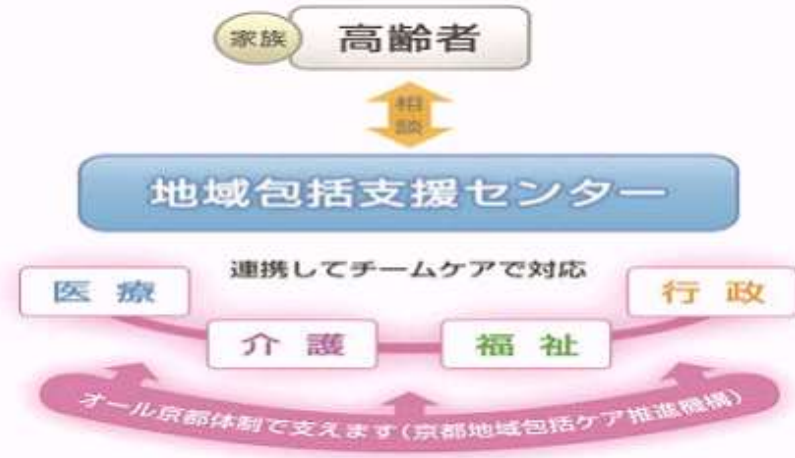 家族
高齢者
相談
地域包括支援センター
連携してチームケアで対応
医療
行政
介護
福祉
オール京都体制で支えます(京都地域包括ケア推進機構)